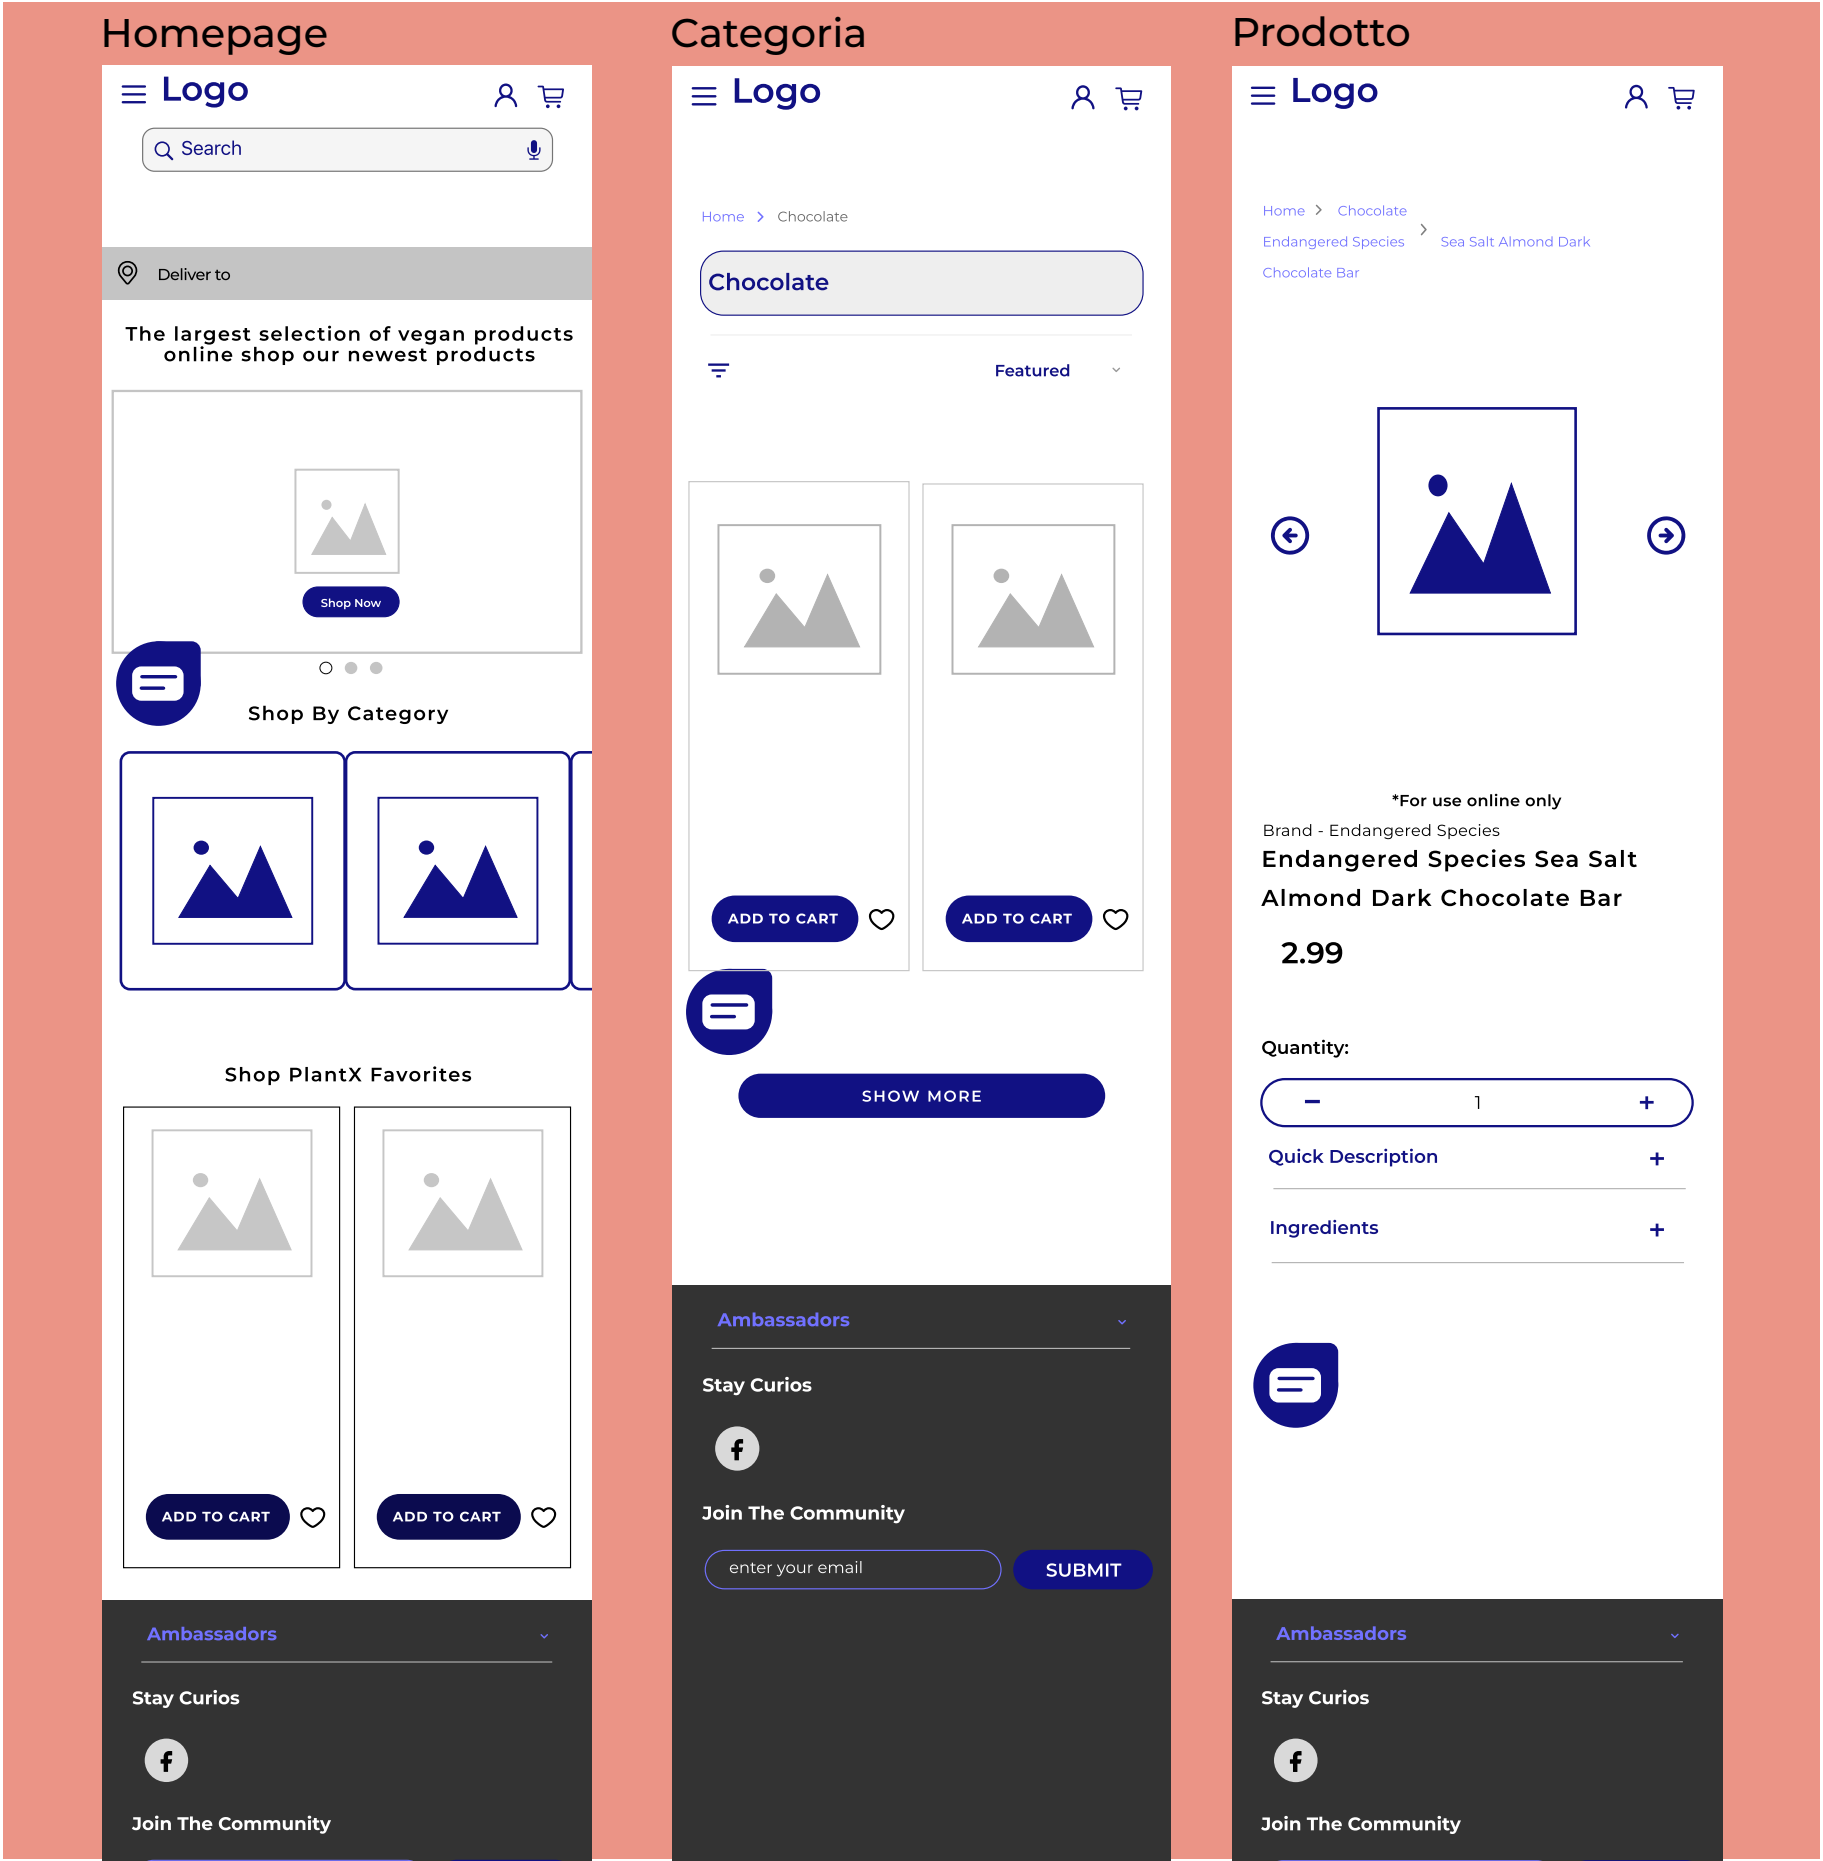 Homepage
Logo
Search
Deliver to
The largest selection of vegan products
online shop our newest products
Shop Now
Shop By Category
Shop PlantX Favorites
ADD TO CART
ADD TO CART
Ambassadors
Stay Curios
Join The Community
Categoria
Logo
Home
Chocolate
Chocolate
Featured
ADD TO CART
ADD TO CART
SHOW MORE
Ambassadors
Stay Curios
Join The Community
enter your email
SUBMIT
Prodotto
Logo
Home
Chocolate
Endangered Species
Sea Salt Almond Dark
Chocolate Bar
*For use online only
Brand - Endangered Species
Endangered Species Sea Salt
Almond Dark Chocolate Bar
2.99
Quantity:
1
Quick Description
Ingredients
Ambassadors
Stay Curios
Join The Community